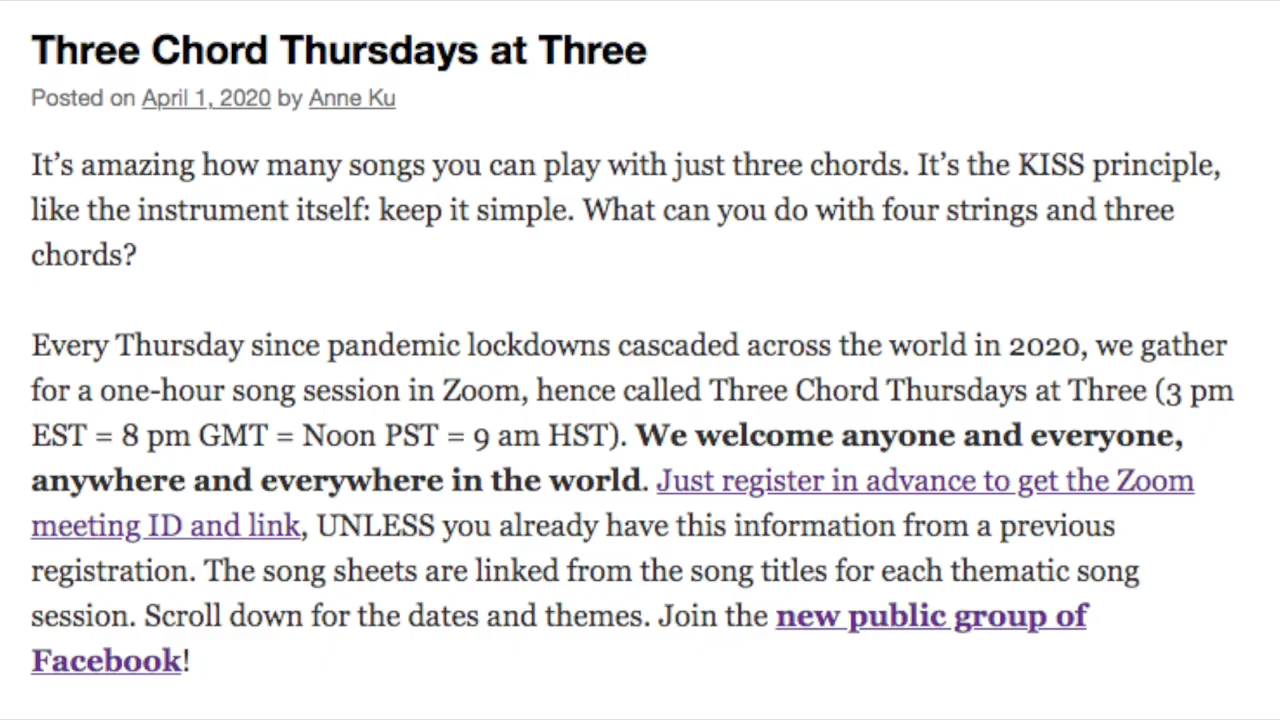 Three Chord Thursdays at Three
Posted on April 1, 2020 by Anne Ku
It’s amazing how many songs you can play with just three chords. It’s the KISS principle,
like the instrument itself: keep it simple. What can you do with four strings and three
chords?
Every Thursday since pandemic lockdowns cascaded across the world in 2020, we gather
for a one-hour song session in Zoom, hence called Three Chord Thursdays at Three (3 pm
EST = 8 pm GMT = Noon PST = 9 am HST). We welcome anyone and everyone,
anywhere and everywhere in the world. Just register in advance to get the Zoom
meeting ID and link, UNLESS you already have this information from a previous
registration. The song sheets are linked from the song titles for each thematic song
session. Scroll down for the dates and themes. Join the new public group of
Facebook!